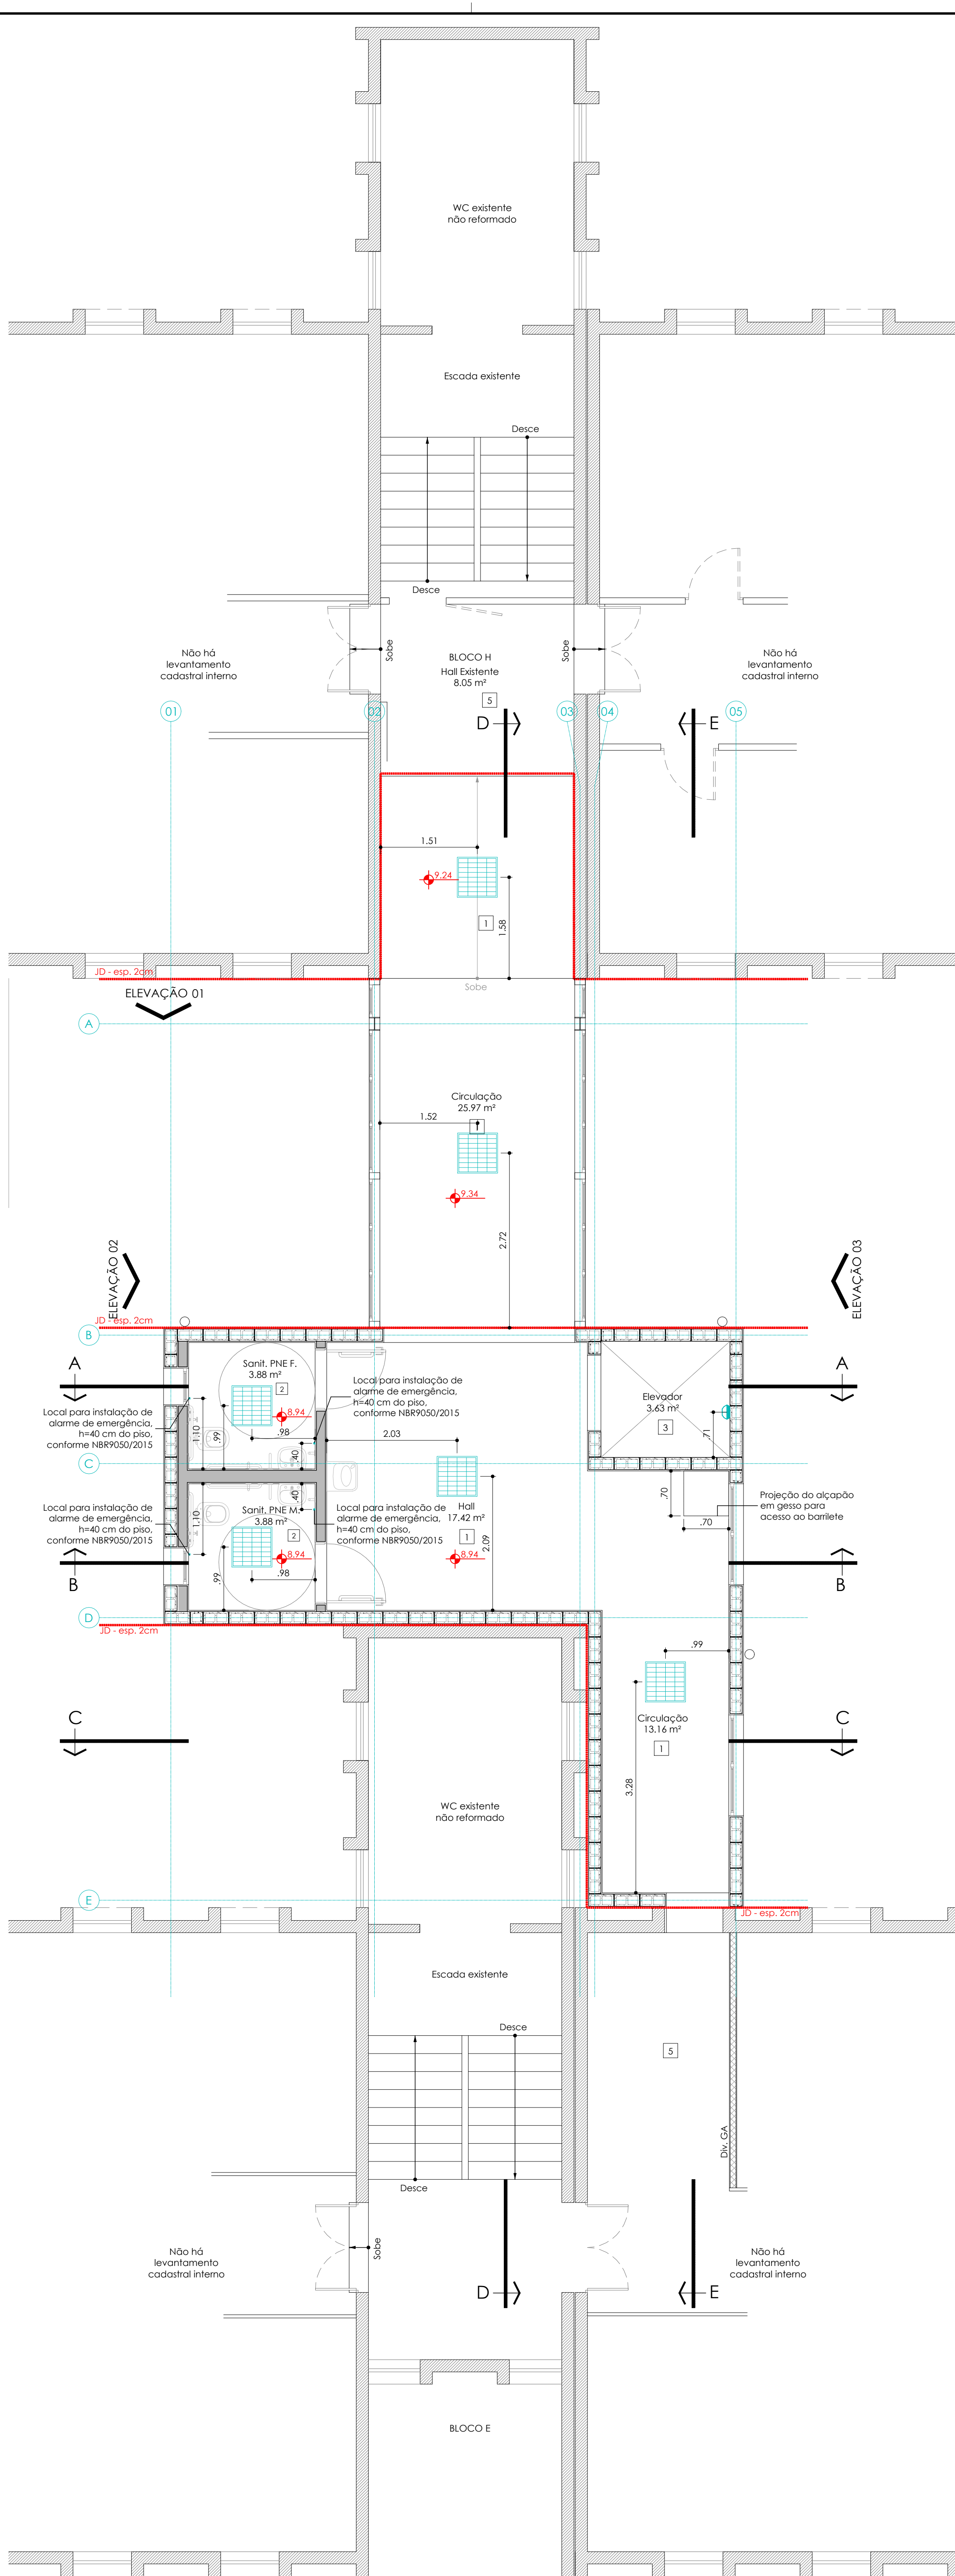 WC existente
não reformado
Escada existente
Desce
Desce
Sobe
Sobe
Não há
levantamento
cadastral interno
BLOCO H
Hall Existente
8.05 m²
5
Não há
levantamento
cadastral interno
01
02
03
04
05
D
E
1.51
9.24
1
1.58
JD - esp. 2cm
Sobe
ELEVAÇÃO 01
A
Circulação
25.97 m²
1
1.52
9.34
2.72
ELEVAÇÃO 02
ELEVAÇÃO 03
JD - esp. 2cm
B
A
A
Sanit. PNE F.
3.88 m²
2
8.94
.98
1.10
.99
.40
Local para instalação de
alarme de emergência,
h=40 cm do piso,
conforme NBR9050/2015
Local para instalação de
alarme de emergência,
h=40 cm do piso,
conforme NBR9050/2015
2.03
Elevador
3.63 m²
3
.71
C
Local para instalação de
alarme de emergência,
h=40 cm do piso,
conforme NBR9050/2015
1.10
.40
Sanit. PNE M.
3.88 m²
2
8.94
.98
.99
Local para instalação de
alarme de emergência,
h=40 cm do piso,
conforme NBR9050/2015
Hall
17.42 m²
1
2.09
8.94
.70
.70
Projeção do alçapão
em gesso para
acesso ao barrilete
B
B
D
JD - esp. 2cm
.99
Circulação
13.16 m²
1
3.28
C
C
WC existente
não reformado
E
JD - esp. 2cm
Escada existente
Desce
5
Div. GA
Desce
Sobe
Não há
levantamento
cadastral interno
Não há
levantamento
cadastral interno
D
E
BLOCO E